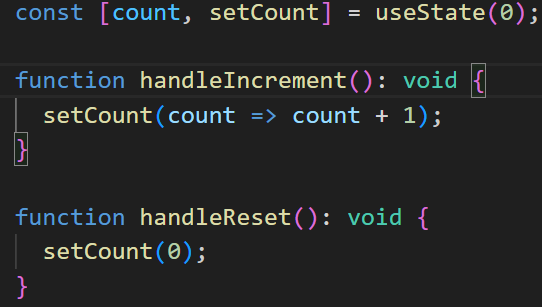 const [count, setCount] = useState(0);
function handleIncrement(): void {
setCount(count => count + 1);
}
function handleReset(): void {
setCount(0);
}